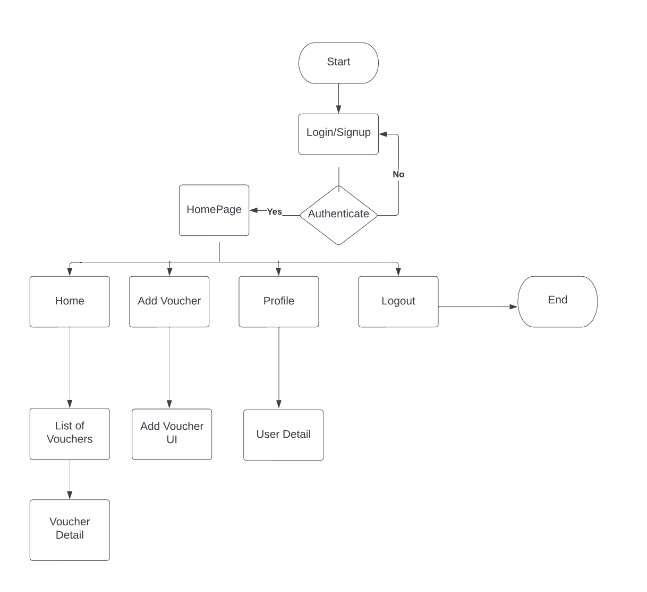 Start
Login/Signup
No
HomePage
Yes
Authenticate
Home
Add Voucher
Profile
Logout
End
List of
Vouchers
Add Voucher
UI
User Detail
Voucher
Detail